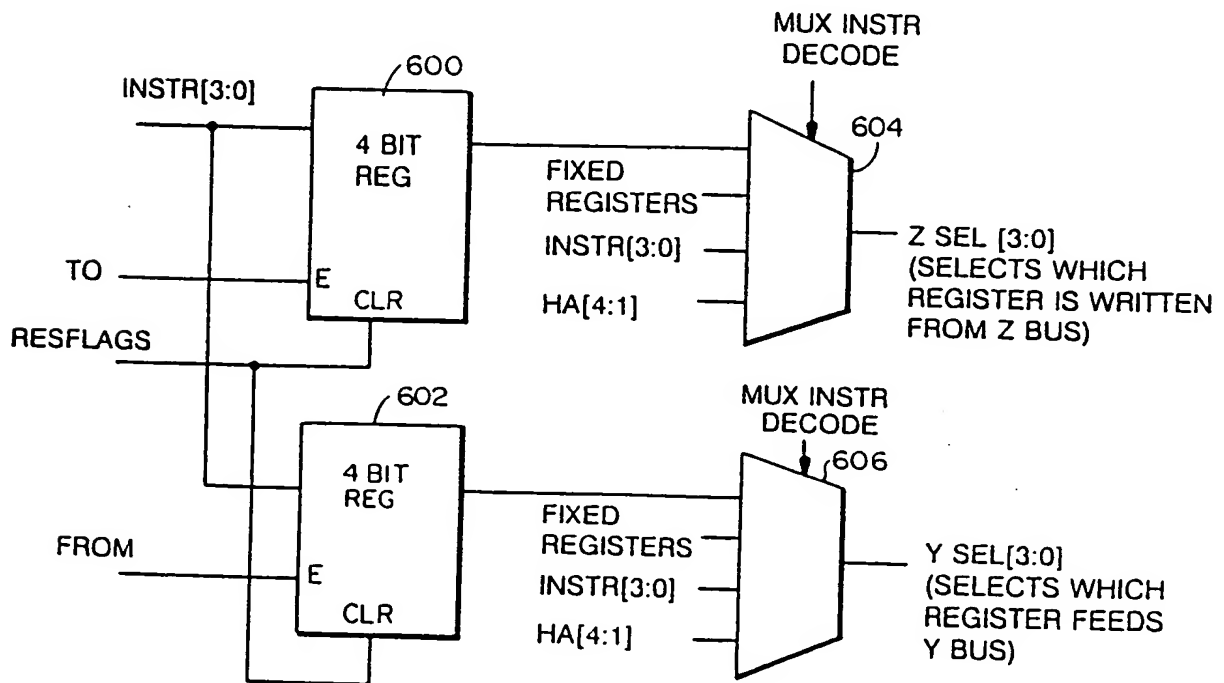 MUX INSTR
DECODE
600
INSTR[3:0]
604
4 BIT
REG
FIXED
REGISTERS
Z SEL [3:0]
(SELECTS WHICH
REGISTER IS WRITTEN
FROM Z BUS)
INSTR[3:0]
TO
E
CLR
HA[4:1]
RESFLAGS
602
MUX INSTR
DECODE
606
4 BIT
REG
FIXED
REGISTERS
FROM
Y SEL[3:0]
(SELECTS WHICH
REGISTER FEEDS
Y BUS)
E
INSTR[3:0]
CLR
HA[4:1]